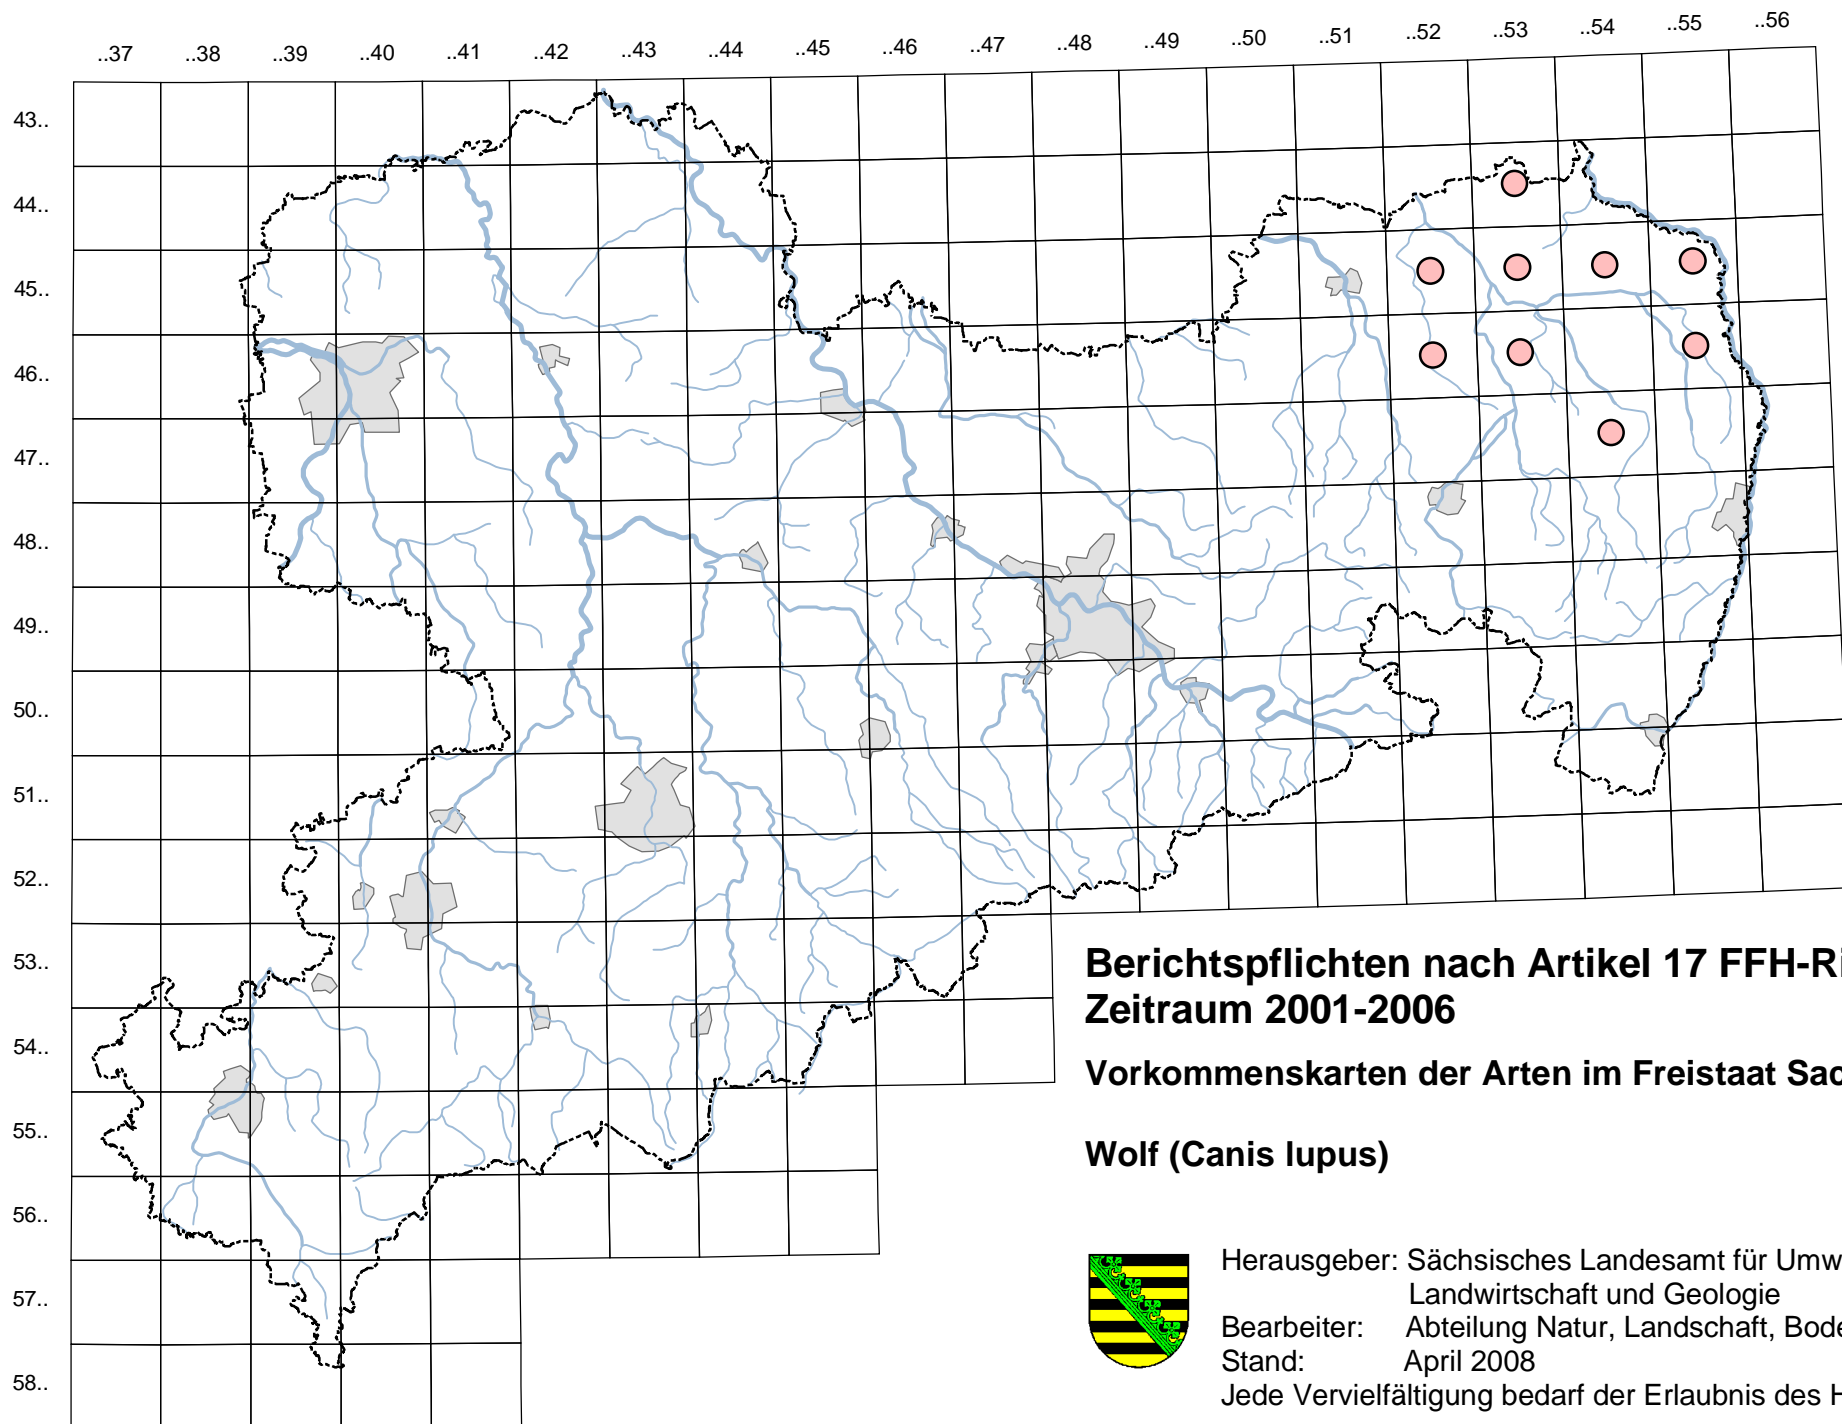 ..37 ..38 ..39 ..40 ..41 ..42 ..43 ..44 ..45 ..46 ..47 ..48 ..49 ..50 ..51 ..52 ..53 ..54 ..55 ..56
43..
44..
45..
46..
47..
48..
49..
50..
51..
52..
53..
54..
55..
56..
57..
58..
Berichtspflichten nach Artikel 17 FFH-Ri
Zeitraum 2001-2006
Vorkommenskarten der Arten im Freistaat Sac
Wolf (Canis lupus)
Herausgeber: Sächsisches Landesamt für Umw
Landwirtschaft und Geologie
Bearbeiter: Abteilung Natur, Landschaft, Bode
Stand: April 2008
Jede Vervielfältigung bedarf der Erlaubnis des H